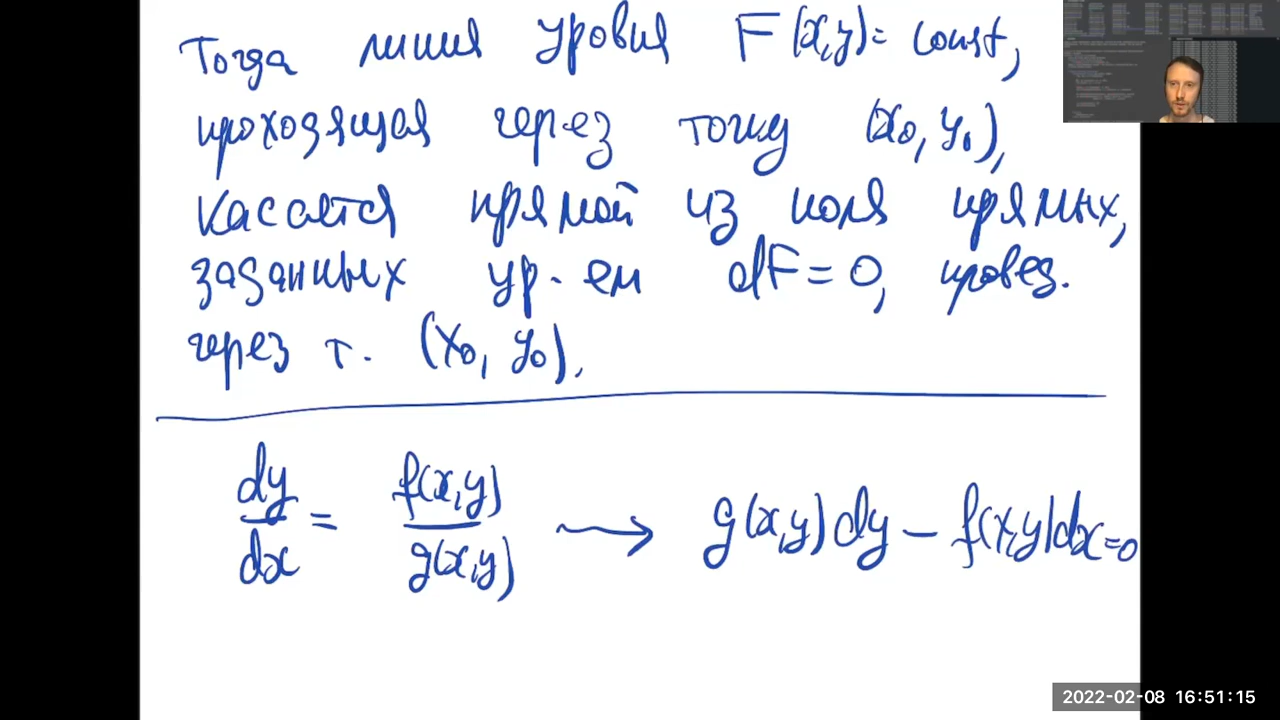 Тогда линия уровня F(x,y)= const,
проходящая через точку (x₀, y₀),
касается прямой из поля прямых,
заданных ур-ем dF = 0, провед.
через т. (x₀, y₀).
dy/dx = f(x,y)/g(x,y) ⟿ g(x,y)dy − f(x,y)dx=0
2022-02-08 16:51:15